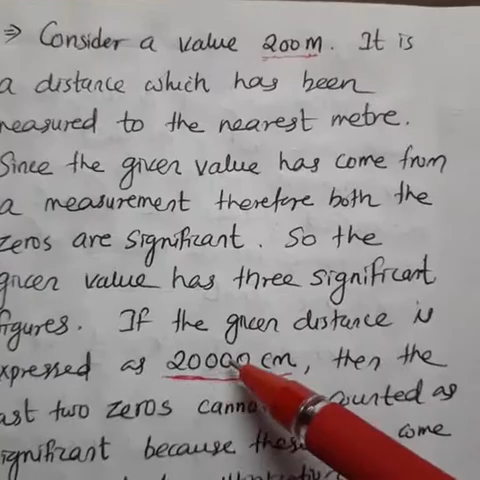 ⇒ Consider a value 200m. It is
a distance which has been
measured to the nearest metre.
Since the given value has come from
a measurement therefore both the
zeros are significant. So the
given value has three significant
figures. If the given distance is
expressed as 20000 cm, then the
last two zeros counted as
significant because come